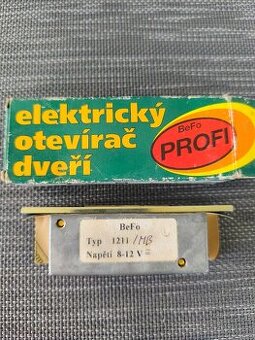 elektrický
otevírač
dveří
BeFo
PROFI
BeFo
Typ 1211/MB
Napětí 8-12 V